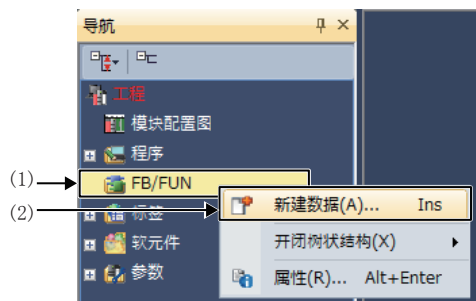 导航
工程
模块配置图
程序
(1) FB/FUN
(2) 新建数据(A)... Ins
标签
软元件 开闭树状结构(X)
参数 属性(R)... Alt+Enter